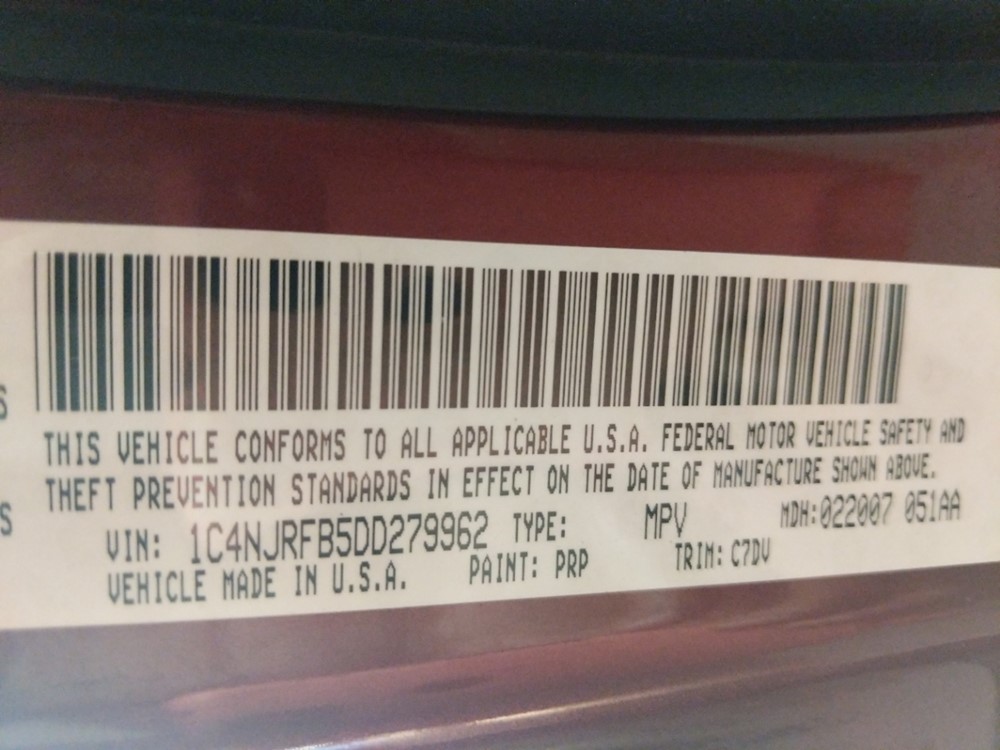 S
THIS VEHICLE CONFORMS TO ALL APPLICABLE U.S.A. FEDERAL MOTOR VEHICLE SAFETY AND
THEFT PREVENTION STANDARDS IN EFFECT ON THE DATE OF MANUFACTURE SHOWN ABOVE.
S
VIN: 1C4NJRFB5DD279962 TYPE: MPV MDH:022007 051AA
VEHICLE MADE IN U.S.A. PAINT: PRP TRIM: C7DV